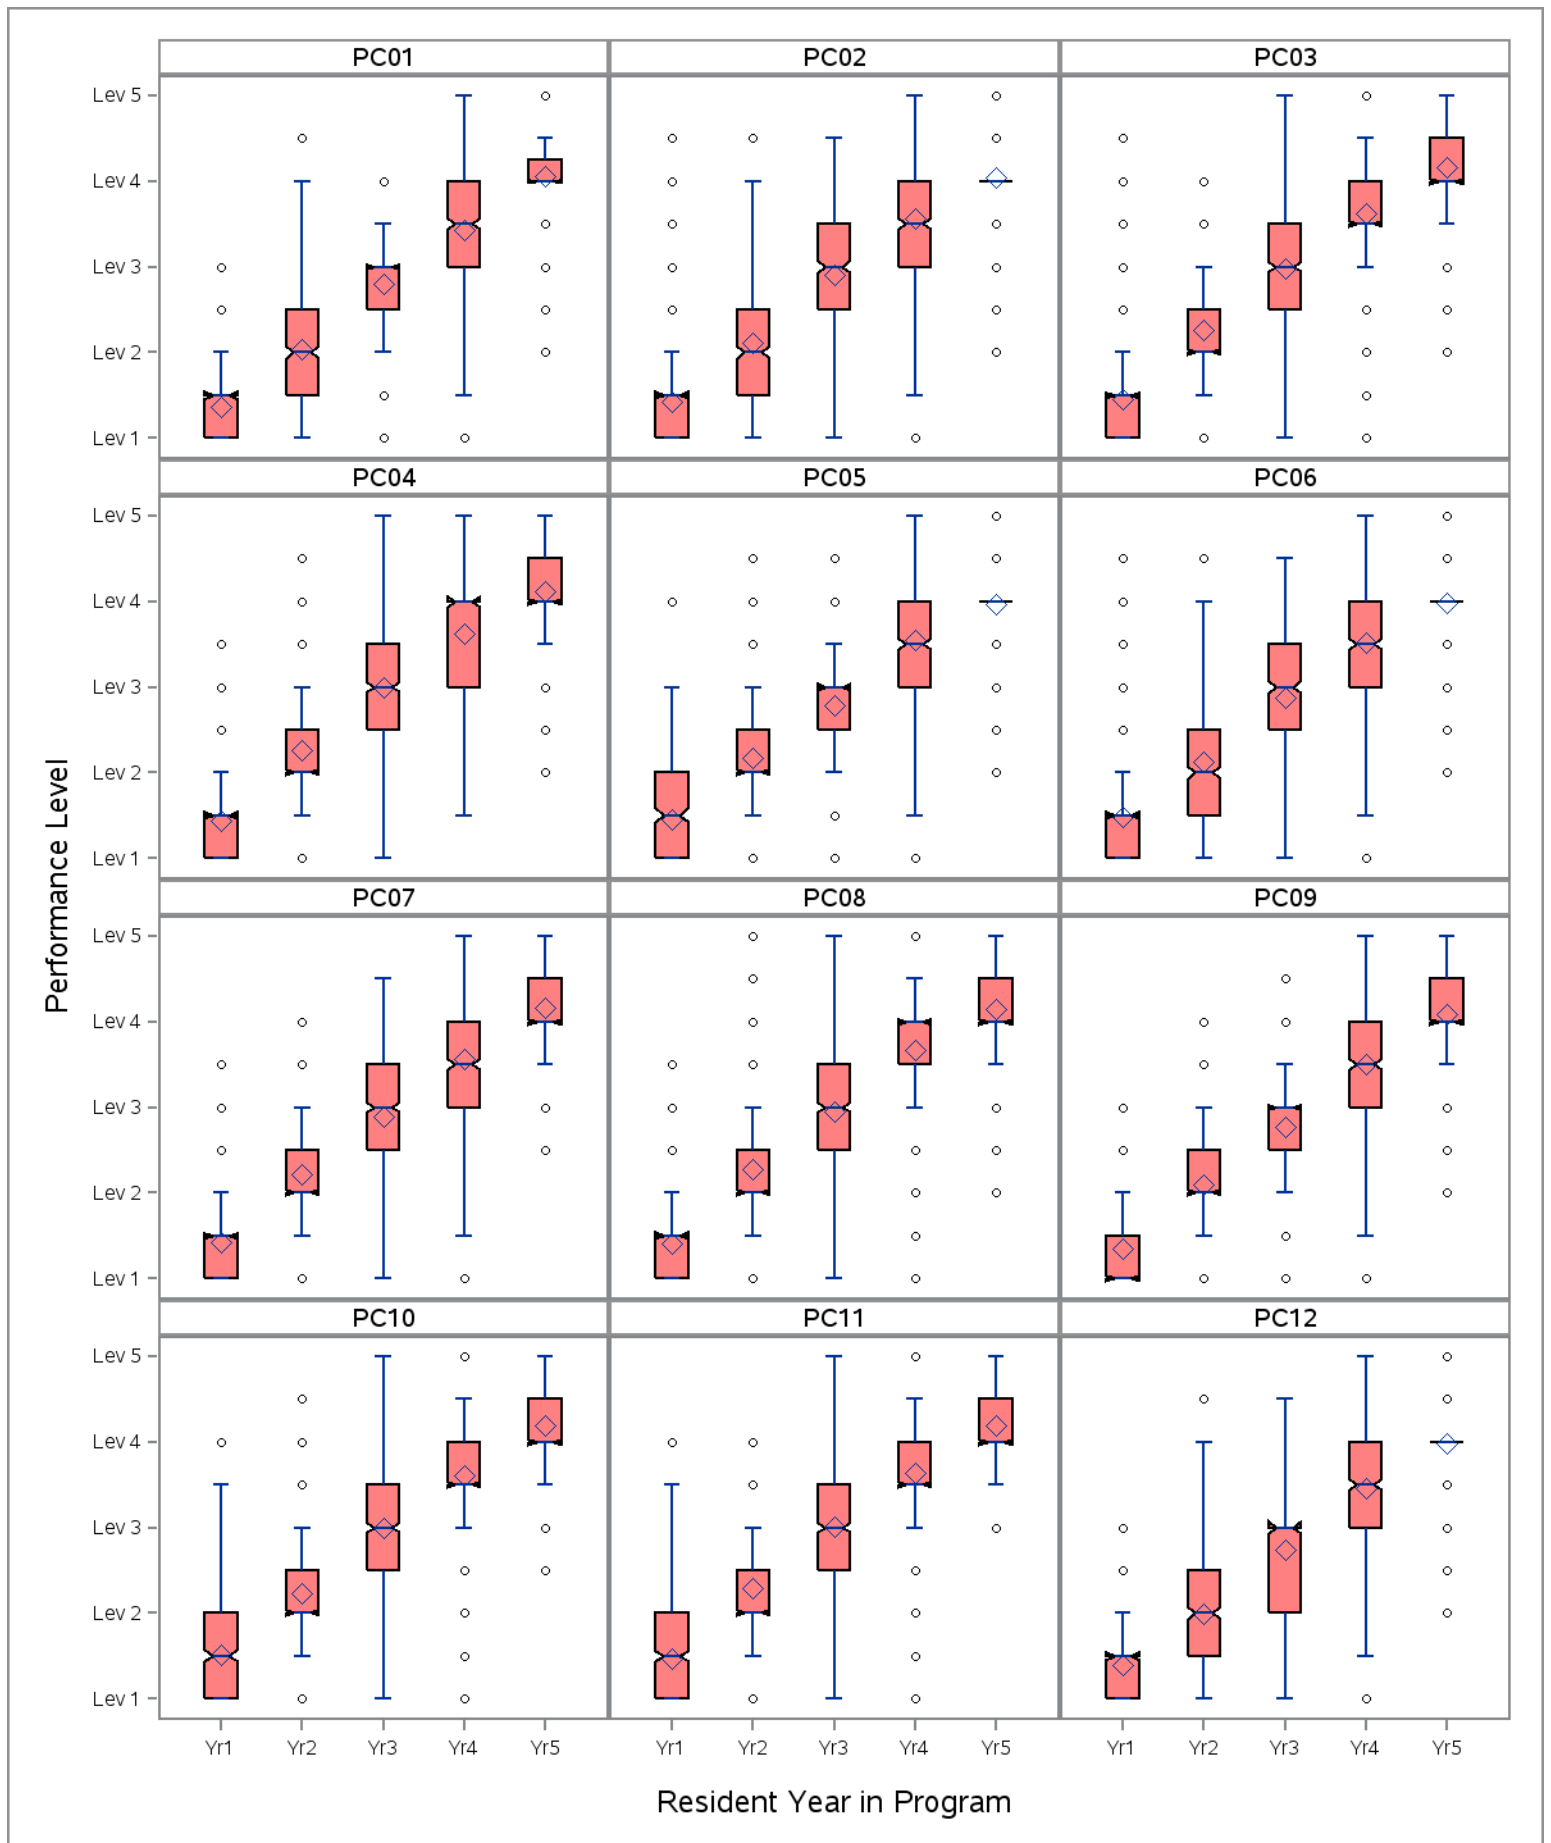 PC01 PC02 PC03
Lev 5
Lev 4
Lev 3
Lev 2
Lev 1
PC04 PC05 PC06
Lev 5
Lev 4
Lev 3
Lev 2
Lev 1
Performance Level
PC07 PC08 PC09
Lev 5
Lev 4
Lev 3
Lev 2
Lev 1
PC10 PC11 PC12
Lev 5
Lev 4
Lev 3
Lev 2
Lev 1
Yr1 Yr2 Yr3 Yr4 Yr5 Yr1 Yr2 Yr3 Yr4 Yr5 Yr1 Yr2 Yr3 Yr4 Yr5
Resident Year in Program